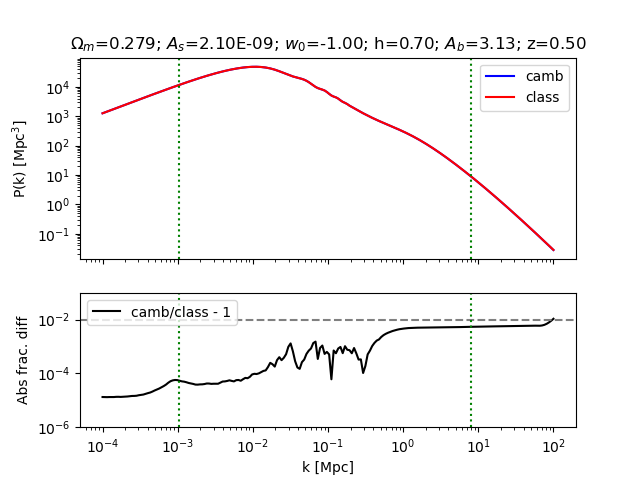 Ωm=0.279; As=2.10E-09; w0=-1.00; h=0.70; Ab=3.13; z=0.50
P(k) [Mpc³]
10⁴
10³
10²
10¹
10⁰
10⁻¹
camb
class
Abs frac. diff
10⁻²
10⁻⁴
10⁻⁶
camb/class - 1
10⁻⁴
10⁻³
10⁻²
10⁻¹
10⁰
10¹
10²
k [Mpc]